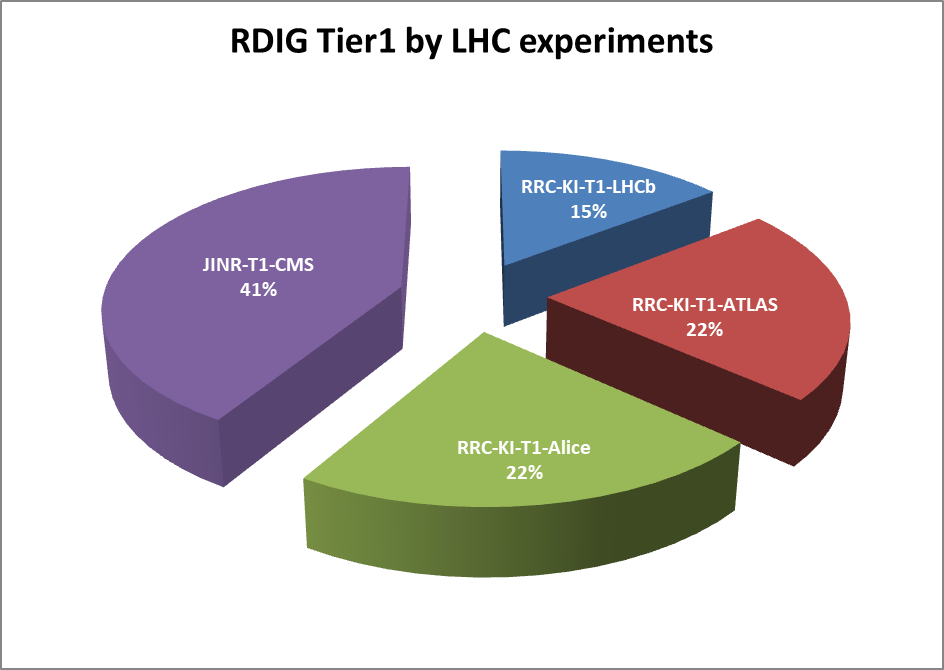 RDIG Tier1 by LHC experiments
RRC-KI-T1-LHCb
15%
JINR-T1-CMS
41%
RRC-KI-T1-ATLAS
22%
RRC-KI-T1-Alice
22%